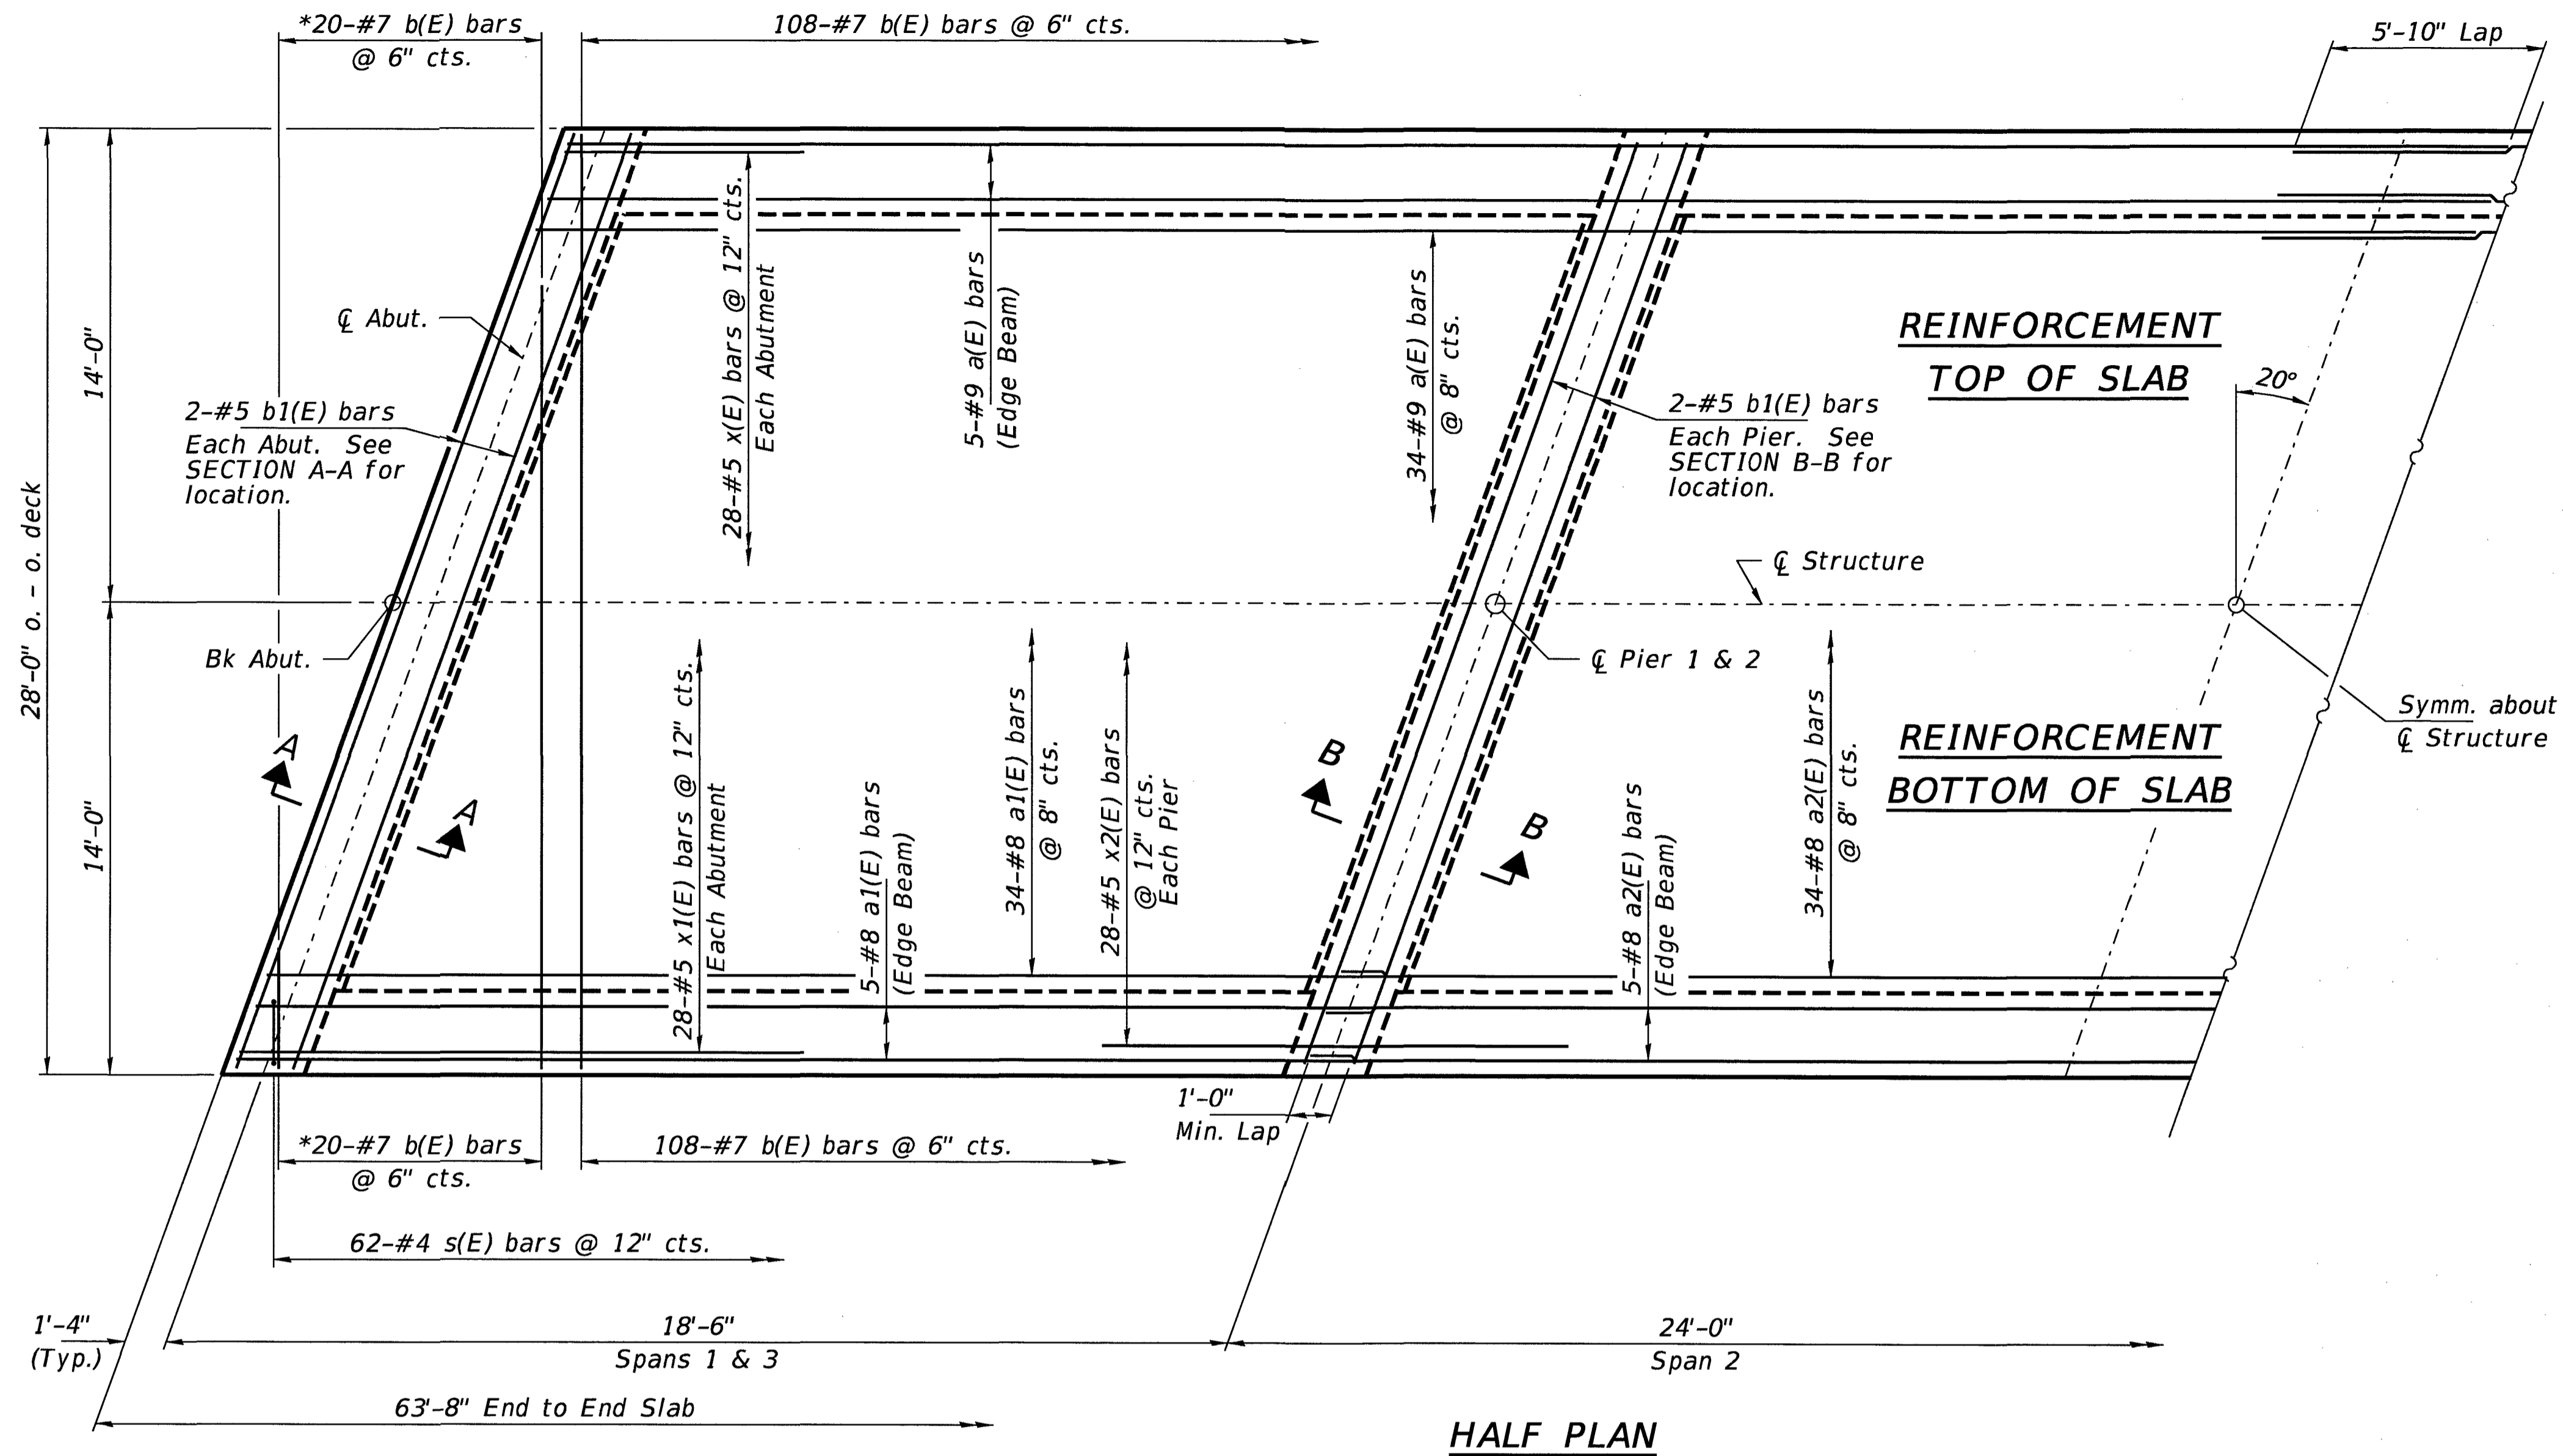 *20-#7 b(E) bars
@ 6" cts.
108-#7 b(E) bars @ 6" cts.
5'-10" Lap
28'-0" o. - o. deck
14'-0"
14'-0"
℄ Abut.
2-#5 b1(E) bars
Each Abut. See
SECTION A-A for
location.
Bk Abut.
28-#5 x(E) bars @ 12" cts.
Each Abutment
5-#9 a(E) bars
(Edge Beam)
34-#9 a(E) bars
@ 8" cts.
2-#5 b1(E) bars
Each Pier. See
SECTION B-B for
location.
REINFORCEMENT
TOP OF SLAB
20°
℄ Structure
℄ Pier 1 & 2
Symm. about
℄ Structure
REINFORCEMENT
BOTTOM OF SLAB
A
A
B
B
28-#5 x1(E) bars @ 12" cts.
Each Abutment
5-#8 a1(E) bars
(Edge Beam)
34-#8 a1(E) bars
@ 8" cts.
28-#5 x2(E) bars
@ 12" cts.
Each Pier
5-#8 a2(E) bars
(Edge Beam)
34-#8 a2(E) bars
@ 8" cts.
1'-0"
Min. Lap
*20-#7 b(E) bars
@ 6" cts.
108-#7 b(E) bars @ 6" cts.
62-#4 s(E) bars @ 12" cts.
1'-4"
(Typ.)
18'-6"
Spans 1 & 3
24'-0"
Span 2
63'-8" End to End Slab
HALF PLAN